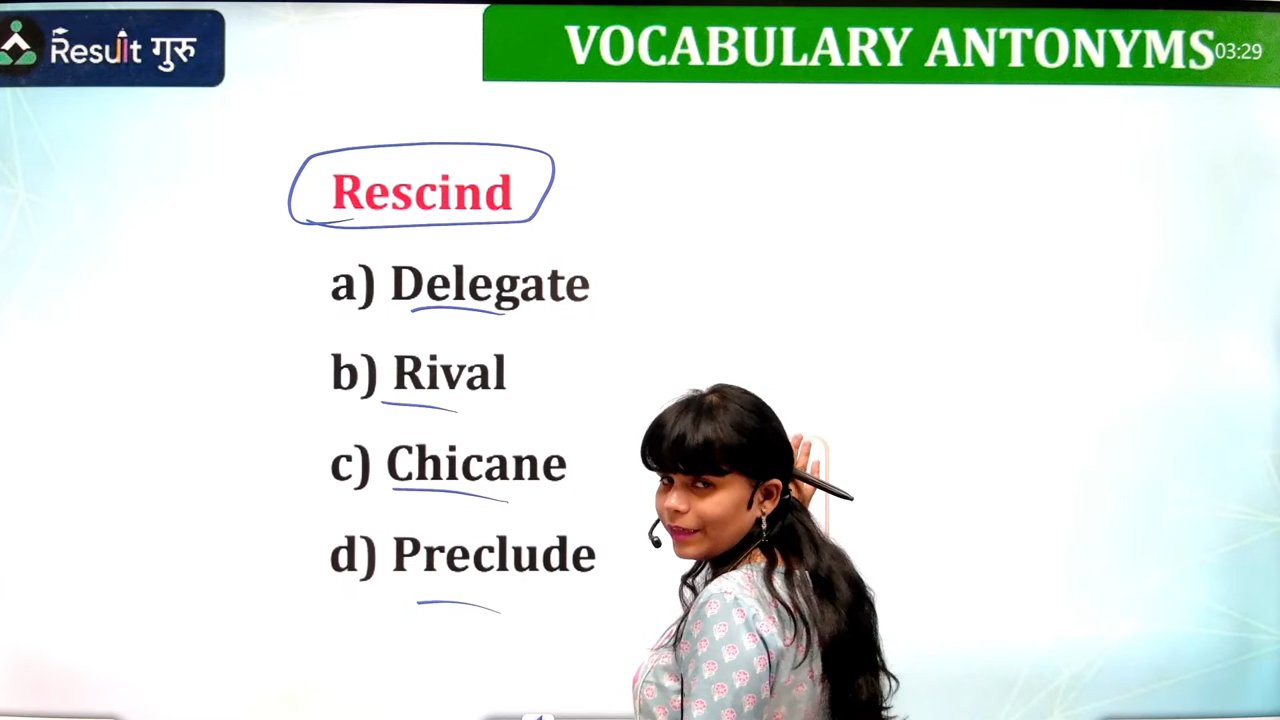 Result गुरु
VOCABULARY ANTONYMS
03:29
Rescind
a) Delegate
b) Rival
c) Chicane
d) Preclude